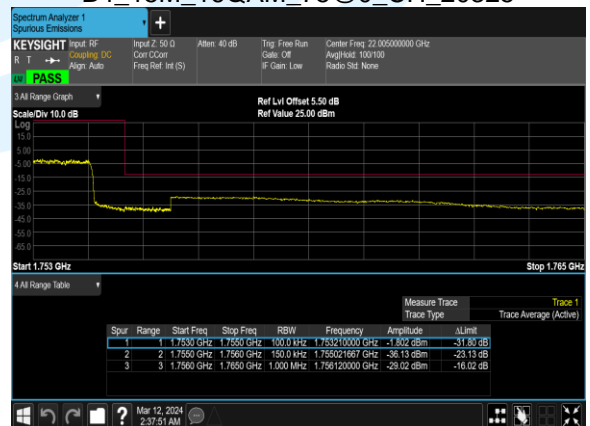 Spectrum Analyzer 1
Spurious Emissions
KEYSIGHT Input: RF Input Z: 50 Ω Atten: 40 dB Trig: Free Run Center Freq: 22.005000000 GHz
R T Coupling: DC Corr CCorr Gate: Off Avg|Hold: 100/100
Align: Auto Freq Ref: Int (S) IF Gain: Low Radio Std: None
PASS
3 All Range Graph
Ref Lvl Offset 5.50 dB
Scale/Div 10.0 dB Ref Value 25.00 dBm
Log
15.0
5.00
-5.00
-15.0
-25.0
-35.0
-45.0
-55.0
-65.0
Start 1.753 GHz Stop 1.765 GHz
4 All Range Table
Measure Trace Trace 1
Trace Type Trace Average (Active)
Spur Range Start Freq Stop Freq RBW Frequency Amplitude ΔLimit
1 1 1.7530 GHz 1.7550 GHz 100.0 kHz 1.753210000 GHz -1.802 dBm -31.80 dB
2 2 1.7550 GHz 1.7560 GHz 150.0 kHz 1.755021667 GHz -36.13 dBm -23.13 dB
3 3 1.7560 GHz 1.7650 GHz 1.000 MHz 1.756120000 GHz -29.02 dBm -16.02 dB
Mar 12, 2024
2:37:51 AM